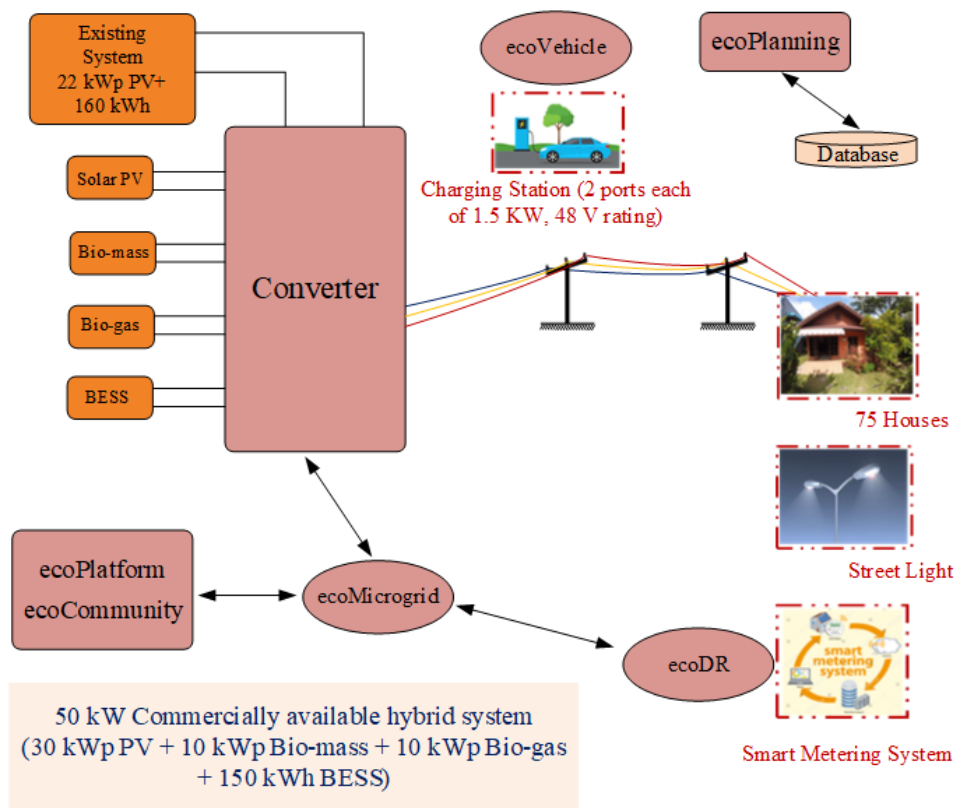 Existing
System
22 kWp PV+
160 kWh
ecoVehicle
ecoPlanning
Database
Charging Station (2 ports each
of 1.5 KW, 48 V rating)
Solar PV
Bio-mass
Bio-gas
BESS
Converter
75 Houses
Street Light
ecoPlatform
ecoCommunity
ecoMicrogrid
ecoDR
smart
metering
system
Smart Metering System
50 kW Commercially available hybrid system
(30 kWp PV + 10 kWp Bio-mass + 10 kWp Bio-gas
+ 150 kWh BESS)